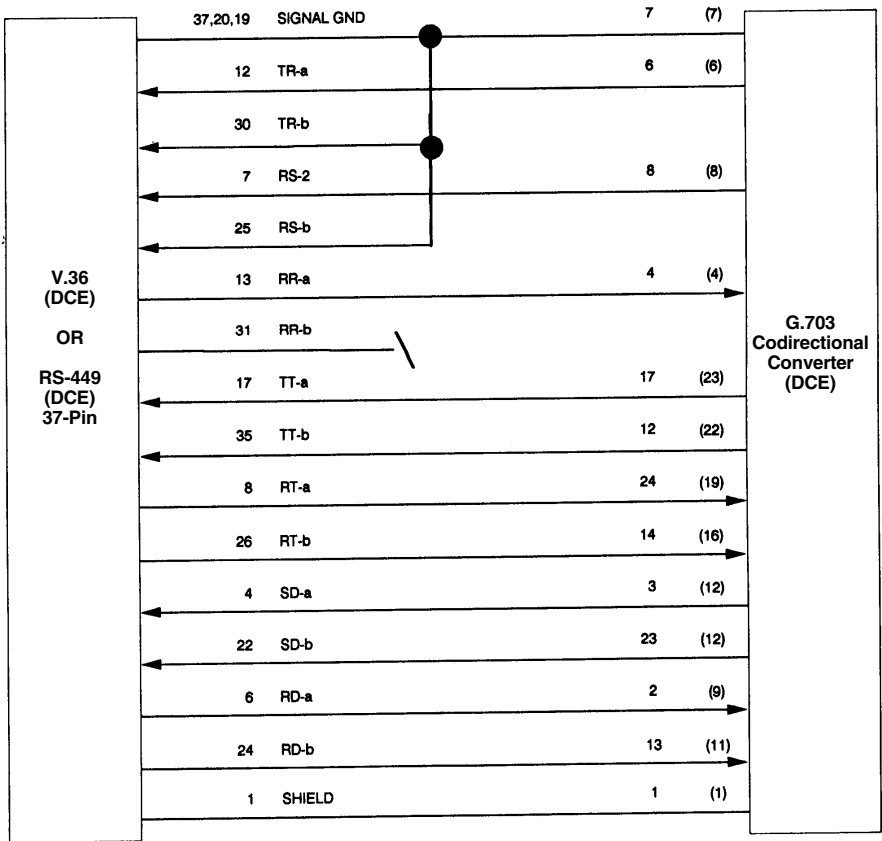 37,20,19 SIGNAL GND 7 (7)
12 TR-a 6 (6)
30 TR-b
7 RS-2 8 (8)
25 RS-b
13 RR-a 4 (4)
31 RR-b
17 TT-a 17 (23)
35 TT-b 12 (22)
8 RT-a 24 (19)
26 RT-b 14 (16)
4 SD-a 3 (12)
22 SD-b 23 (12)
6 RD-a 2 (9)
24 RD-b 13 (11)
1 SHIELD 1 (1)
V.36
(DCE)
OR
RS-449
(DCE)
37-Pin
G.703
Codirectional
Converter
(DCE)